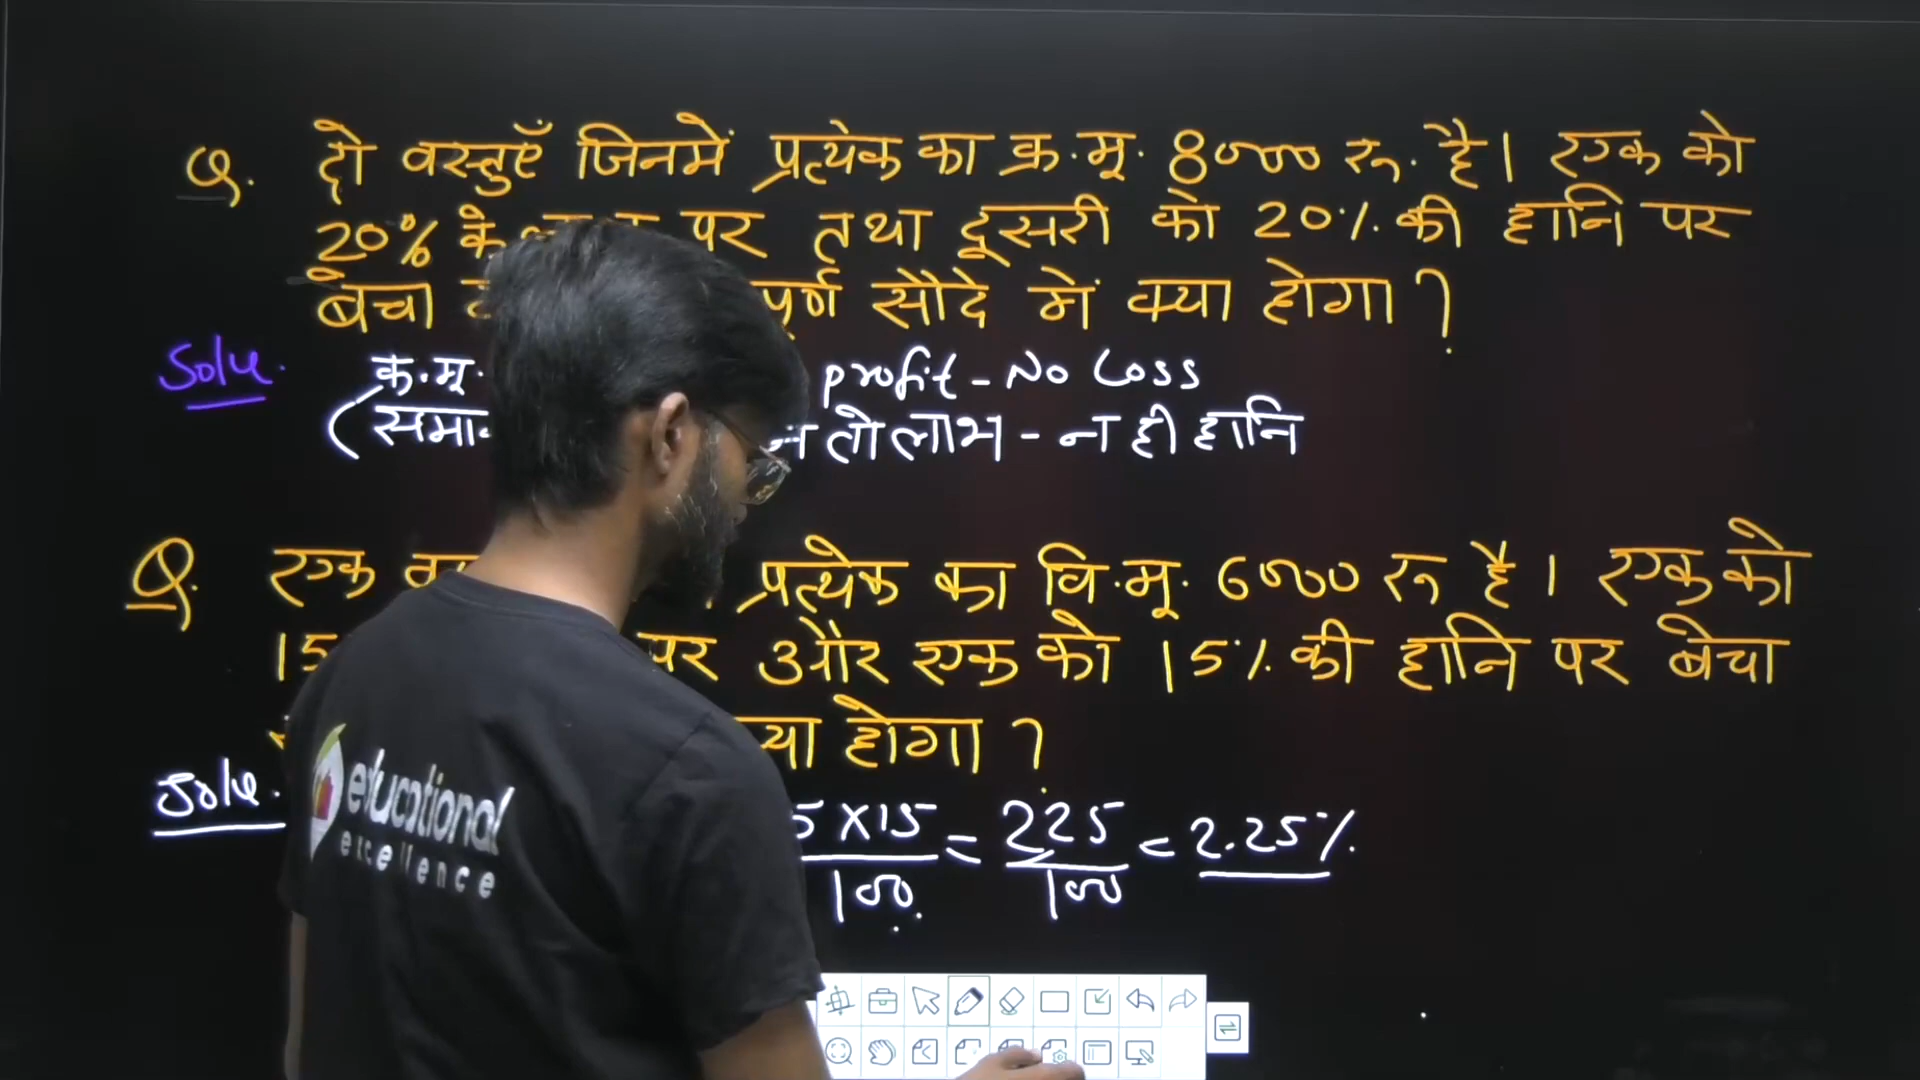 Q. दो वस्तुएँ जिनमें प्रत्येक का क्र.मू. 8000 रू. है। एक को
20% के पर तथा दूसरी को 20% की हानि पर
बेचा पूर्ण सौदे में क्या होगा?
Solu. क्र.मू. profit - No Loss
(समान तो लाभ - न ही हानि
Q. एक प्रत्येक का वि.मू. 6000 रू है। एक को
15 पर और एक को 15% की हानि पर बेचा
क्या होगा?
Solu. 5×15/100 = 225/100 = 2.25%
educational
excellence